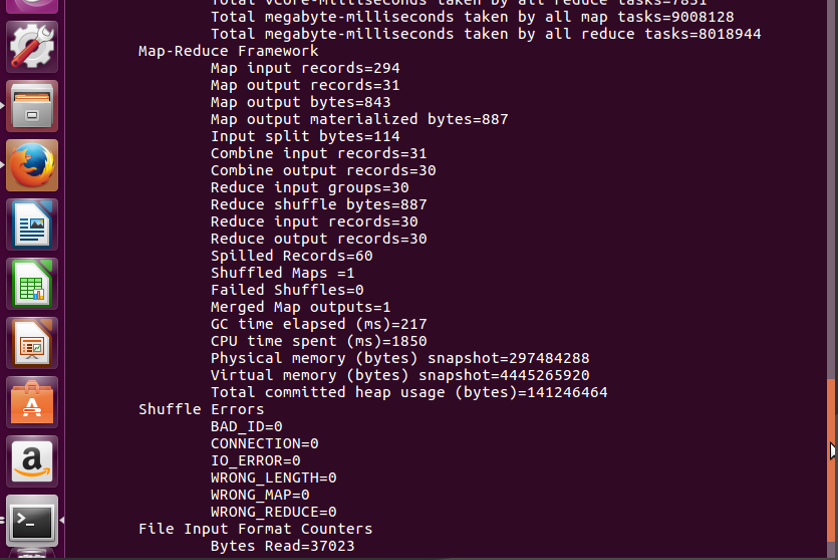 Total vcore-milliseconds taken by all reduce tasks=7831
Total megabyte-milliseconds taken by all map tasks=9008128
Total megabyte-milliseconds taken by all reduce tasks=8018944
Map-Reduce Framework
Map input records=294
Map output records=31
Map output bytes=843
Map output materialized bytes=887
Input split bytes=114
Combine input records=31
Combine output records=30
Reduce input groups=30
Reduce shuffle bytes=887
Reduce input records=30
Reduce output records=30
Spilled Records=60
Shuffled Maps =1
Failed Shuffles=0
Merged Map outputs=1
GC time elapsed (ms)=217
CPU time spent (ms)=1850
Physical memory (bytes) snapshot=297484288
Virtual memory (bytes) snapshot=4445265920
Total committed heap usage (bytes)=141246464
Shuffle Errors
BAD_ID=0
CONNECTION=0
IO_ERROR=0
WRONG_LENGTH=0
WRONG_MAP=0
WRONG_REDUCE=0
File Input Format Counters
Bytes Read=37023